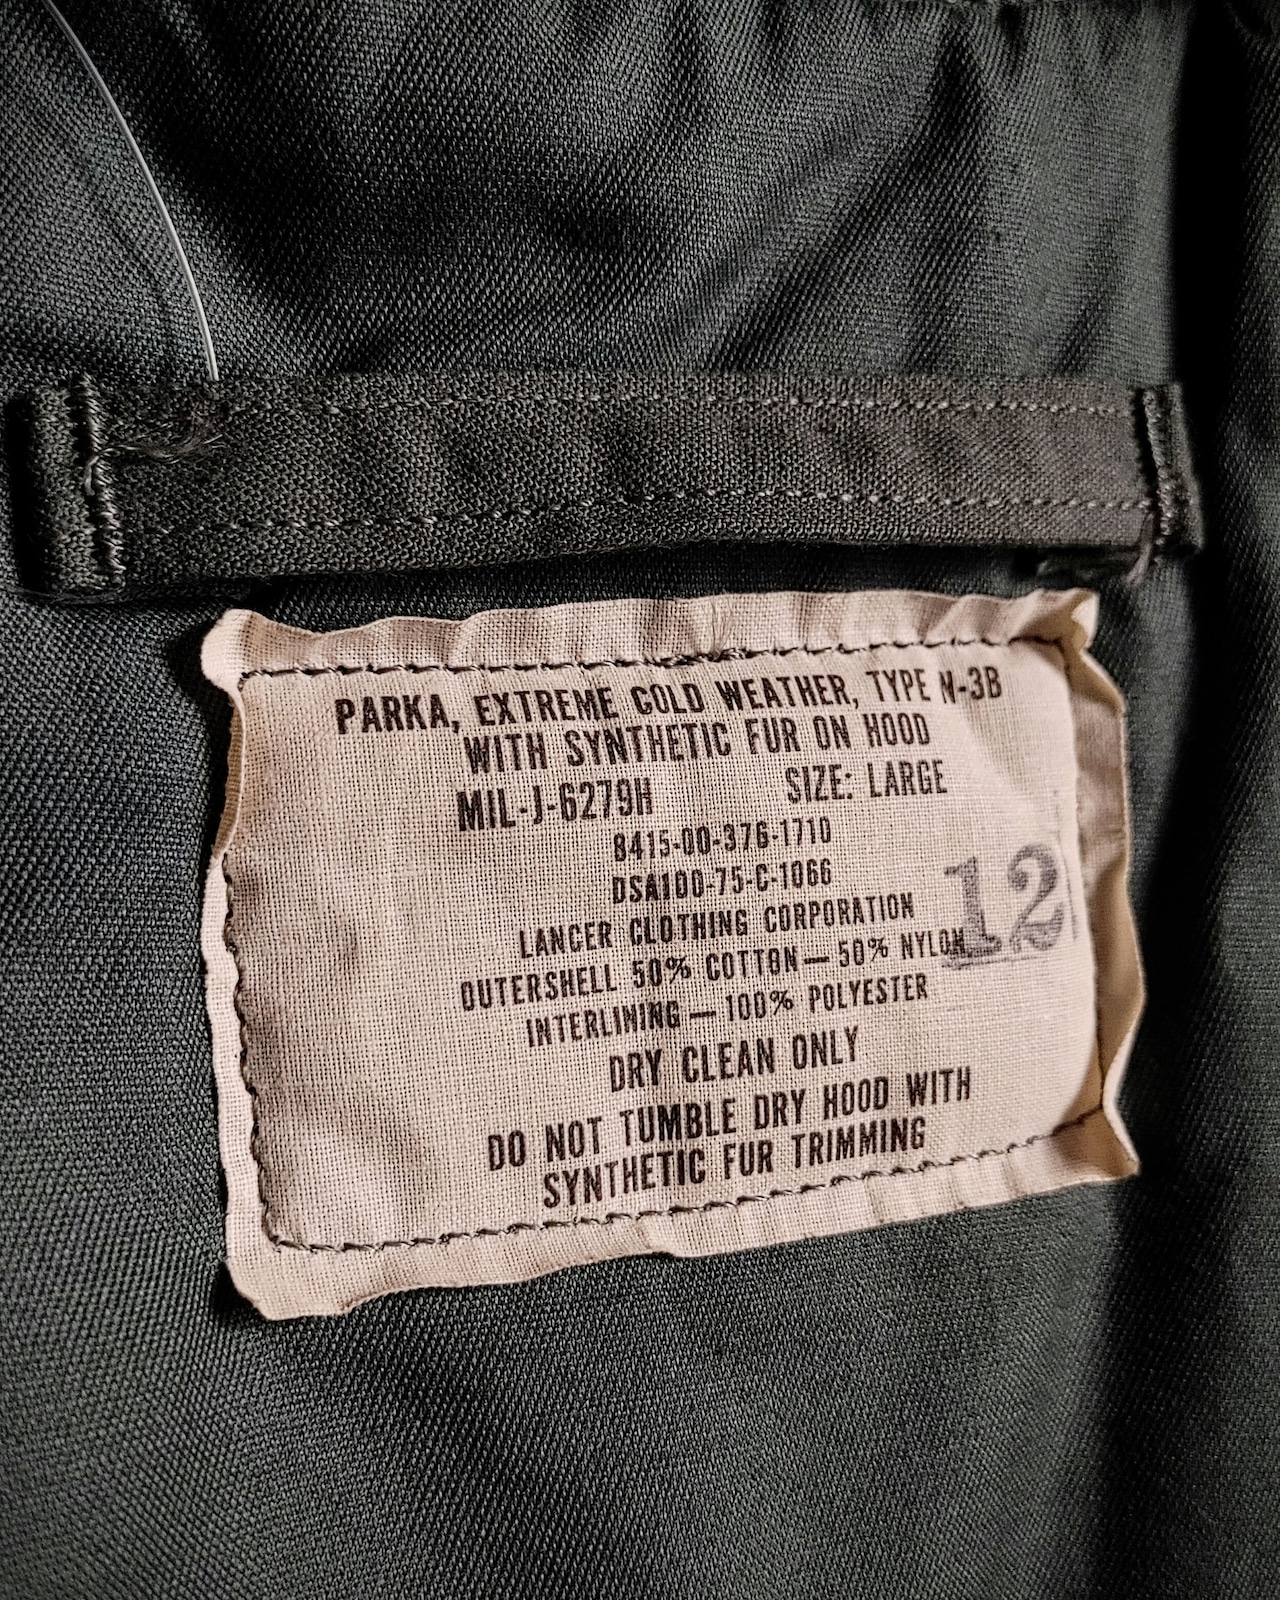 PARKA, EXTREME COLD WEATHER, TYPE N-3B
WITH SYNTHETIC FUR ON HOOD
MIL-J-6279H SIZE: LARGE
8415-00-376-1710
DSA100-75-C-1066
LANCER CLOTHING CORPORATION
OUTERSHELL 50% COTTON — 50% NYLON
12
INTERLINING — 100% POLYESTER
DRY CLEAN ONLY
DO NOT TUMBLE DRY HOOD WITH
SYNTHETIC FUR TRIMMING